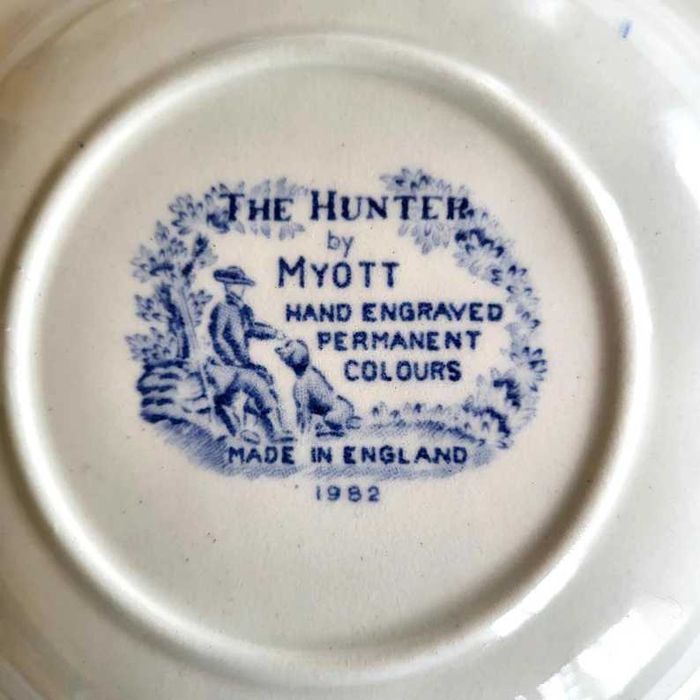 THE HUNTER
by
MYOTT
HAND ENGRAVED
PERMANENT
COLOURS
MADE IN ENGLAND
1982